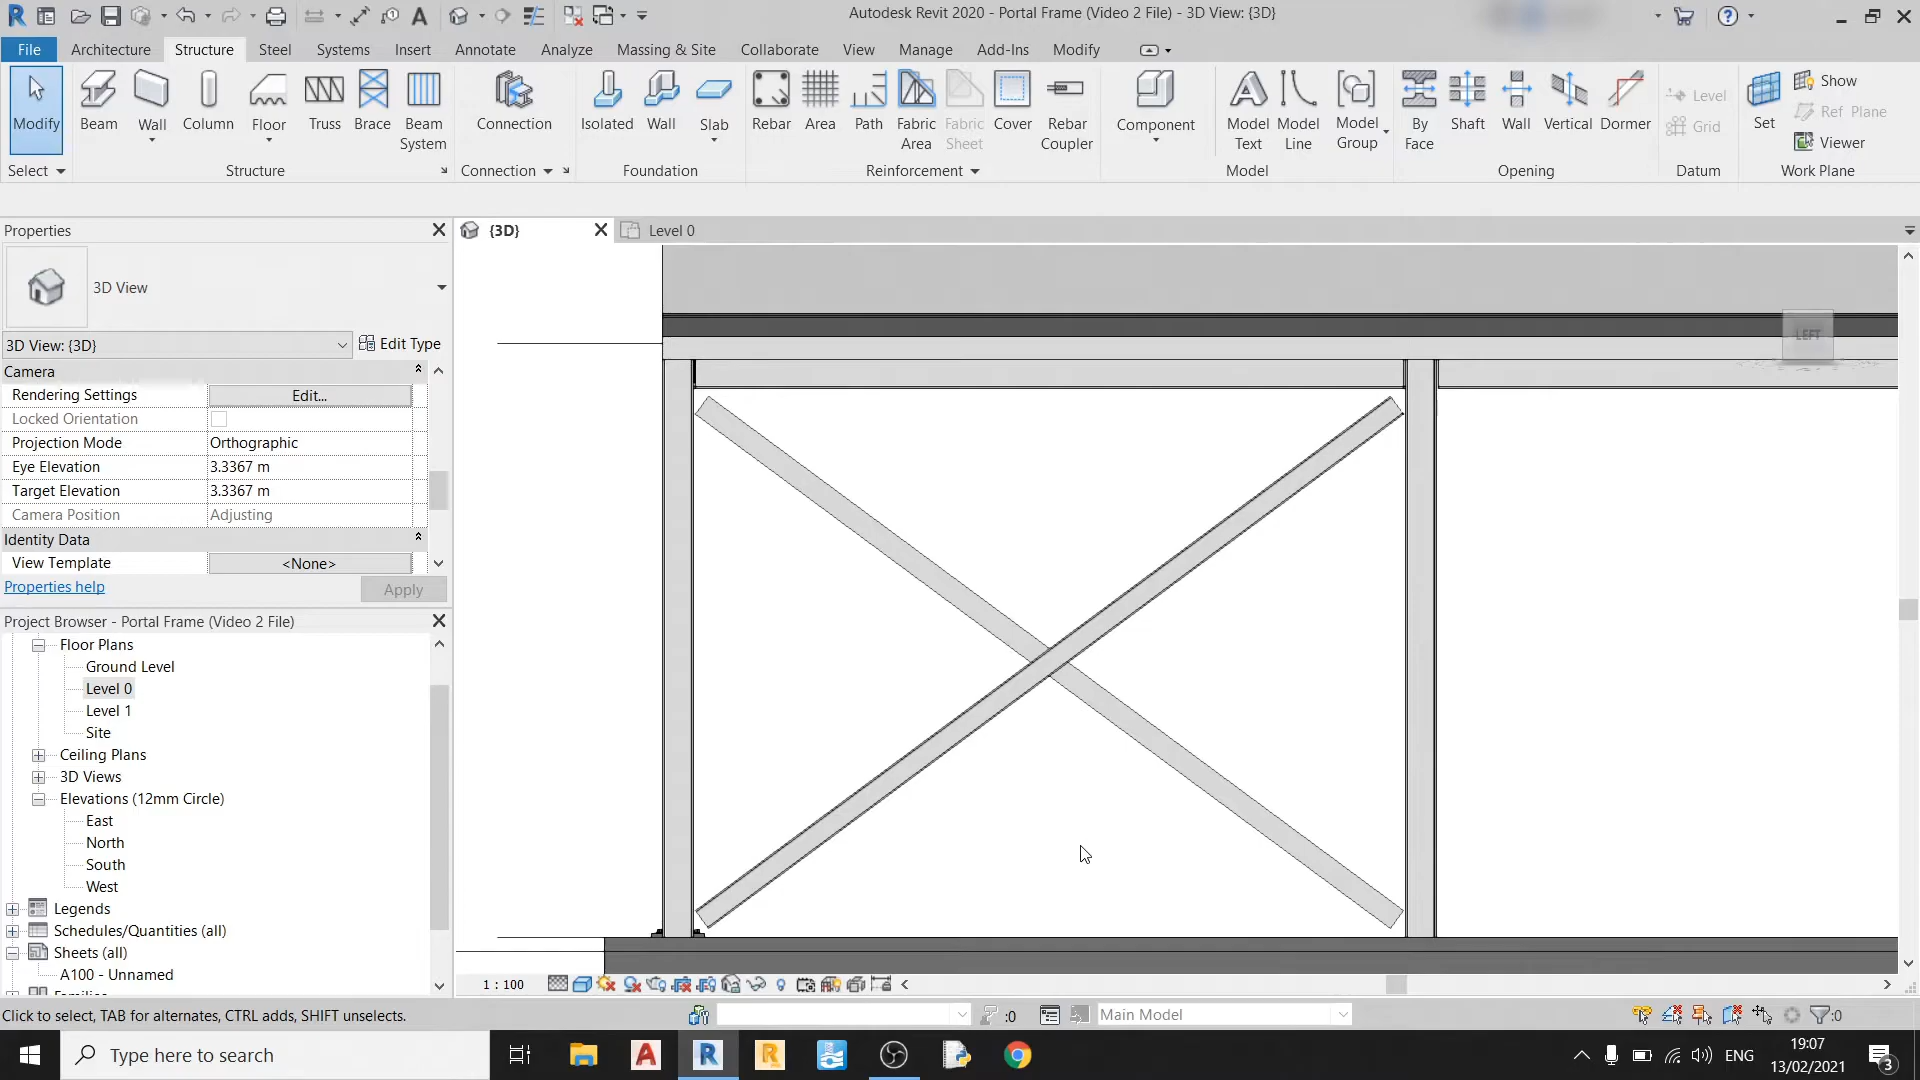 Autodesk Revit 2020 - Portal Frame (Video 2 File) - 3D View: {3D}
File Architecture Structure Steel Systems Insert Annotate Analyze Massing & Site Collaborate View Manage Add-Ins Modify
Modify Beam Wall Column Floor Truss Brace Beam System Connection Isolated Wall Slab Rebar Area Path Fabric Area Fabric Sheet Cover Rebar Coupler Component Model Text Model Line Model Group By Face Shaft Wall Vertical Dormer Level Grid Set Show Ref Plane Viewer
Select Structure Connection Foundation Reinforcement Model Opening Datum Work Plane
Properties
{3D} Level 0
3D View
3D View: {3D} Edit Type
Camera
Rendering Settings Edit...
Locked Orientation
Projection Mode Orthographic
Eye Elevation 3.3367 m
Target Elevation 3.3367 m
Camera Position Adjusting
Identity Data
View Template <None>
Properties help Apply
LEFT
Project Browser - Portal Frame (Video 2 File)
Floor Plans
Ground Level
Level 0
Level 1
Site
Ceiling Plans
3D Views
Elevations (12mm Circle)
East
North
South
West
Legends
Schedules/Quantities (all)
Sheets (all)
A100 - Unnamed
1 : 100
Click to select, TAB for alternates, CTRL adds, SHIFT unselects.
:0
Main Model
:0
Type here to search
ENG
19:07
13/02/2021
3